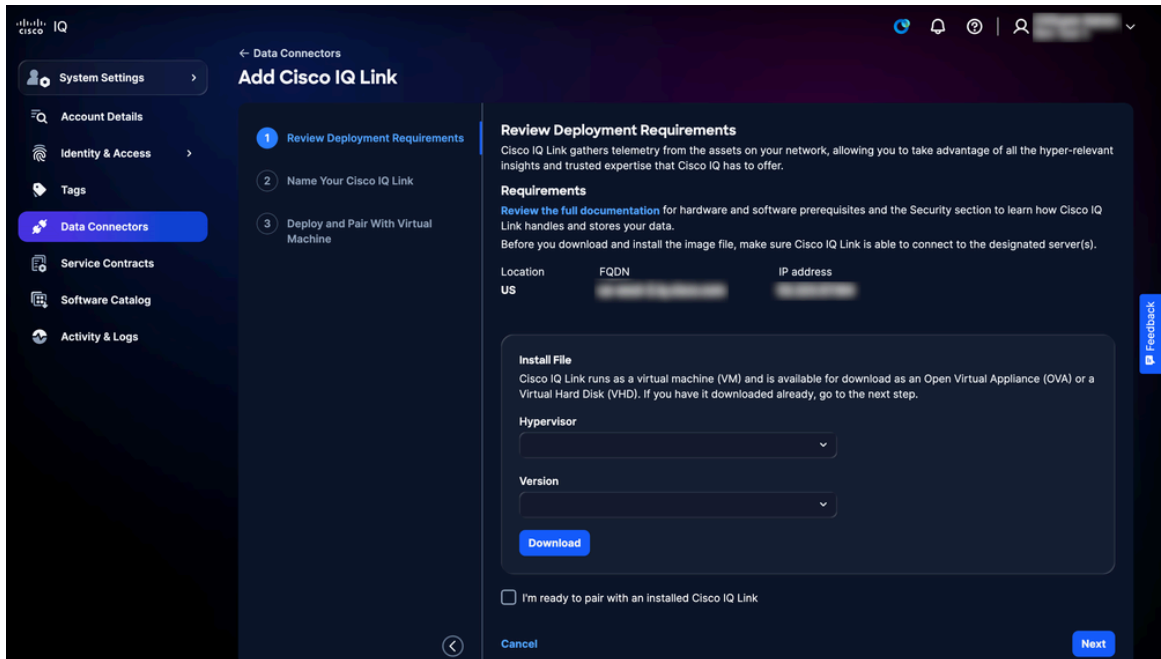 cisco IQ
← Data Connectors
Add Cisco IQ Link
System Settings
Account Details
Identity & Access
Tags
Data Connectors
Service Contracts
Software Catalog
Activity & Logs
1 Review Deployment Requirements
2 Name Your Cisco IQ Link
3 Deploy and Pair With Virtual
Machine
Review Deployment Requirements
Cisco IQ Link gathers telemetry from the assets on your network, allowing you to take advantage of all the hyper-relevant
insights and trusted expertise that Cisco IQ has to offer.
Requirements
Review the full documentation for hardware and software prerequisites and the Security section to learn how Cisco IQ
Link handles and stores your data.
Before you download and install the image file, make sure Cisco IQ Link is able to connect to the designated server(s).
Location FQDN IP address
US
Install File
Cisco IQ Link runs as a virtual machine (VM) and is available for download as an Open Virtual Appliance (OVA) or a
Virtual Hard Disk (VHD). If you have it downloaded already, go to the next step.
Hypervisor
Version
Download
I'm ready to pair with an installed Cisco IQ Link
Cancel Next
Feedback